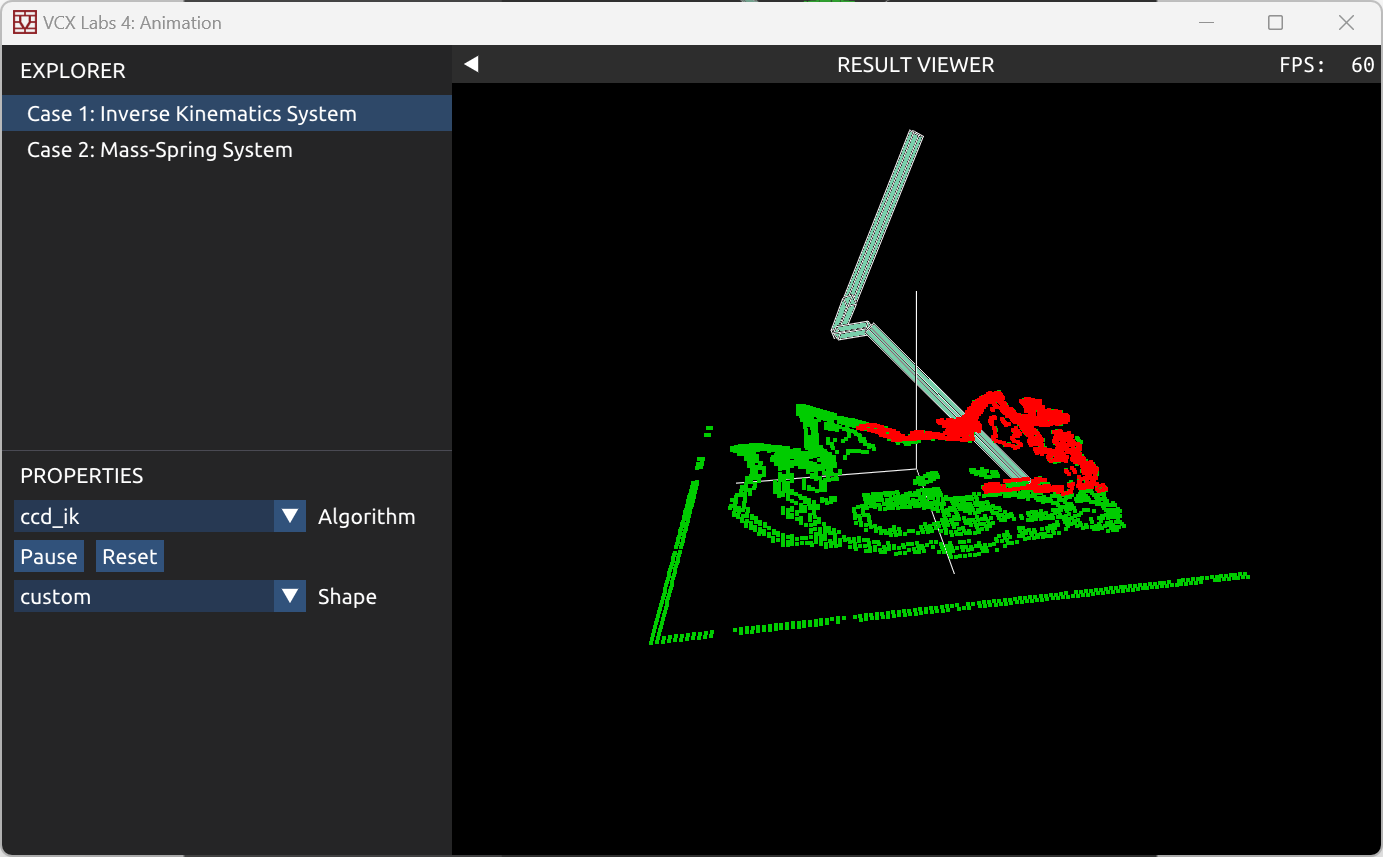 VCX Labs 4: Animation
EXPLORER
RESULT VIEWER
FPS: 60
Case 1: Inverse Kinematics System
Case 2: Mass-Spring System
PROPERTIES
ccd_ik Algorithm
Pause Reset
custom Shape